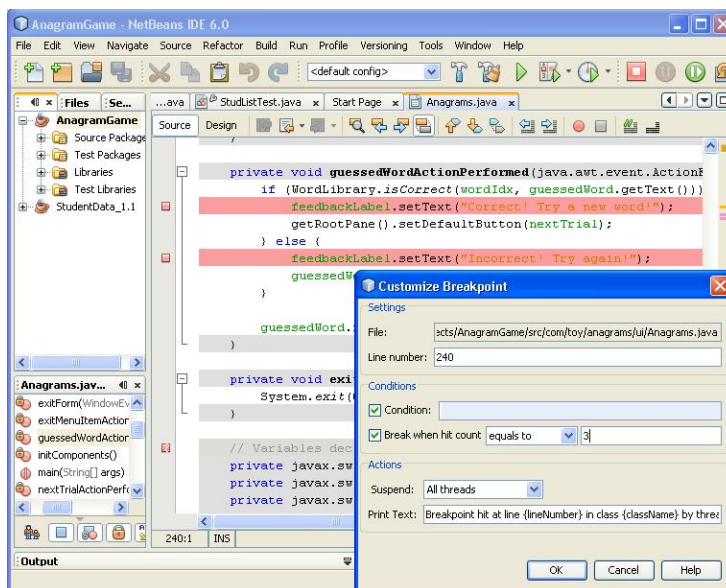 AnagramGame - NetBeans IDE 6.0
File Edit View Navigate Source Refactor Build Run Profile Versioning Tools Window Help
<default config>
Files Se...
...ava StudListTest.java x Start Page x Anagrams.java x
AnagramGame
Source Package
Test Packages
Libraries
Test Libraries
StudentData_1.1
Source Design
private void guessedWordActionPerformed(java.awt.event.ActionE
if (WordLibrary.isCorrect(wordIdx, guessedWord.getText()))
feedbackLabel.setText("Correct! Try a new word!");
getRootPane().setDefaultButton(nextTrial);
} else {
feedbackLabel.setText("Incorrect! Try again!");
guessedW
}
guessedWord.
}
private void exi
System.exit(
}
// Variables dec
private javax.sw
private javax.sw
private javax.sw
Anagrams.jav...
exitForm(WindowEv
exitMenuItemAction
guessedWordAction
initComponents()
main(String[] args)
nextTrialActionPerfo
240:1 INS
Output
Customize Breakpoint
Settings
File: ects/AnagramGame/src/com/toy/anagrams/ui/Anagrams.java
Line number: 240
Conditions
Condition:
Break when hit count equals to 3
Actions
Suspend: All threads
Print Text: Breakpoint hit at line {lineNumber} in class {className} by threa
OK Cancel Help